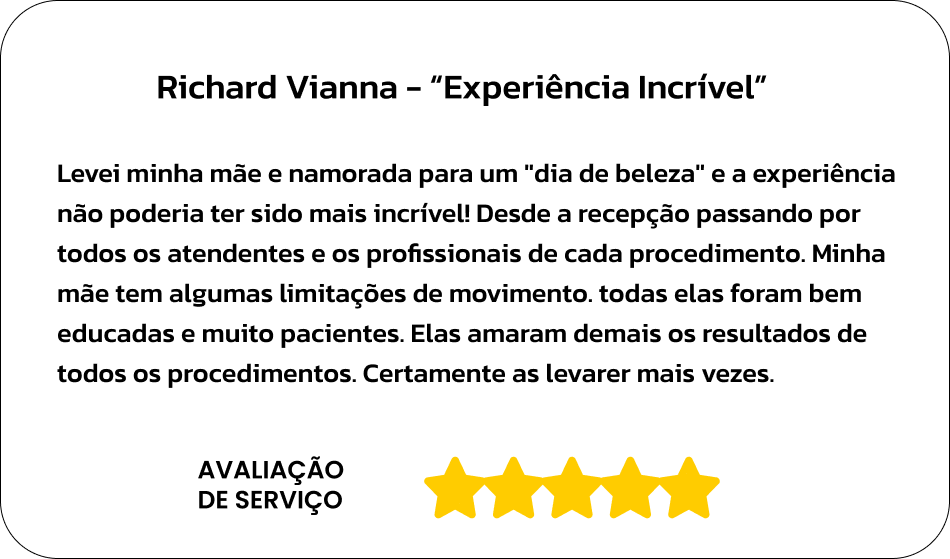 Richard Vianna - “Experiência Incrível”
Levei minha mãe e namorada para um "dia de beleza" e a experiência
não poderia ter sido mais incrível! Desde a recepção passando por
todos os atendentes e os profissionais de cada procedimento. Minha
mãe tem algumas limitações de movimento. todas elas foram bem
educadas e muito pacientes. Elas amaram demais os resultados de
todos os procedimentos. Certamente as levarer mais vezes.
AVALIAÇÃO
DE SERVIÇO